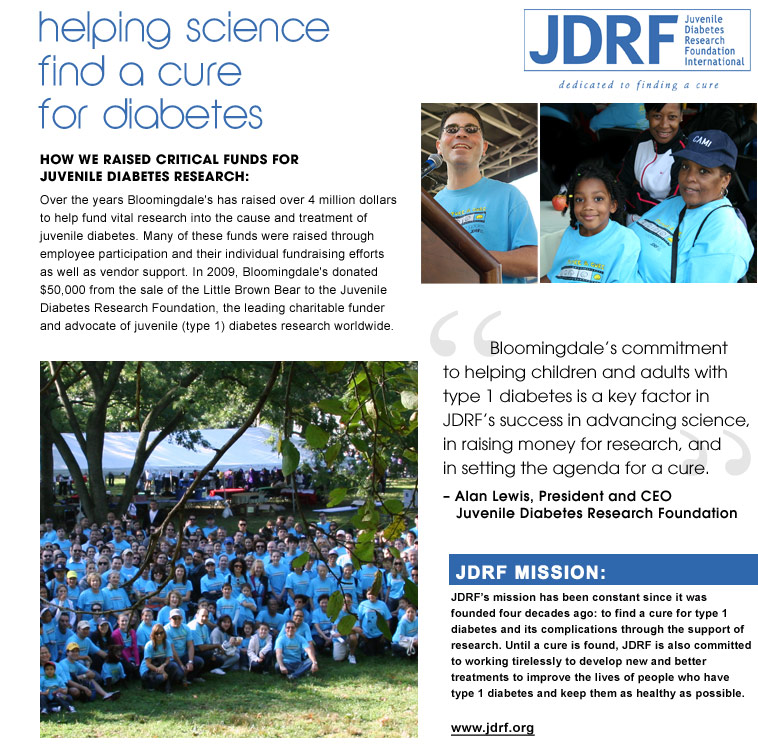 helping science
find a cure
for diabetes
HOW WE RAISED CRITICAL FUNDS FOR
JUVENILE DIABETES RESEARCH:
Over the years Bloomingdale's has raised over 4 million dollars
to help fund vital research into the cause and treatment of
juvenile diabetes. Many of these funds were raised through
employee participation and their individual fundraising efforts
as well as vendor support. In 2009, Bloomingdale's donated
$50,000 from the sale of the Little Brown Bear to the Juvenile
Diabetes Research Foundation, the leading charitable funder
and advocate of juvenile (type 1) diabetes research worldwide.
JDRF
Juvenile
Diabetes
Research
Foundation
International
dedicated to finding a cure
CAMI
“Bloomingdale's commitment
to helping children and adults with
type 1 diabetes is a key factor in
JDRF's success in advancing science,
in raising money for research, and
in setting the agenda for a cure.”
– Alan Lewis, President and CEO
Juvenile Diabetes Research Foundation
JDRF MISSION:
JDRF's mission has been constant since it was
founded four decades ago: to find a cure for type 1
diabetes and its complications through the support of
research. Until a cure is found, JDRF is also committed
to working tirelessly to develop new and better
treatments to improve the lives of people who have
type 1 diabetes and keep them as healthy as possible.
www.jdrf.org